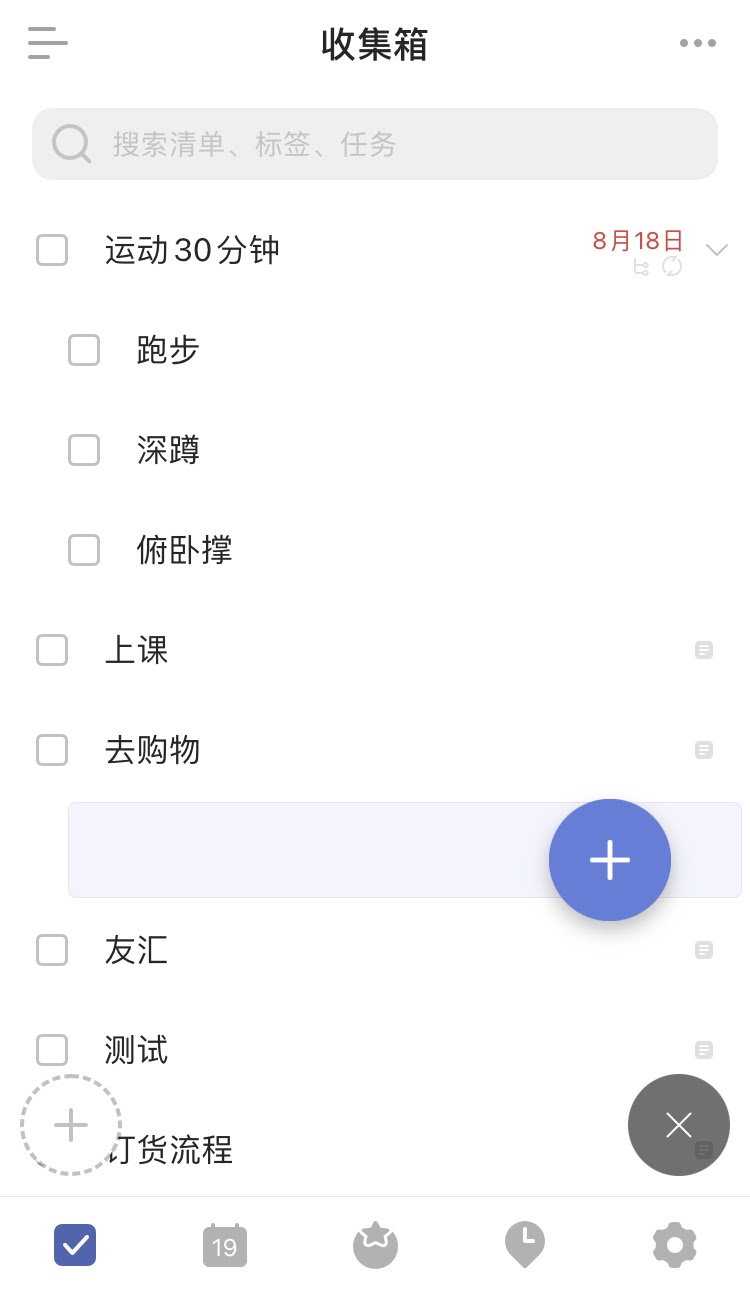 收集箱
搜索清单、标签、任务
运动30分钟
8月18日
跑步
深蹲
俯卧撑
上课
去购物
友汇
测试
订货流程
19